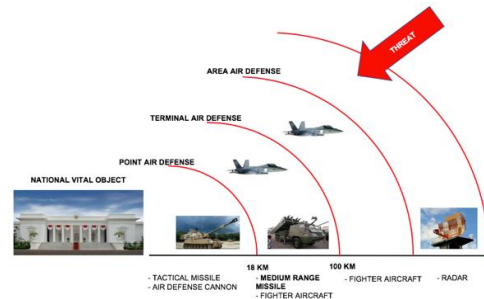 THREAT
AREA AIR DEFENSE
TERMINAL AIR DEFENSE
POINT AIR DEFENSE
NATIONAL VITAL OBJECT
18 KM
100 KM
- TACTICAL MISSILE
- AIR DEFENSE CANNON
- MEDIUM RANGE
MISSILE
- FIGHTER AIRCRAFT
- FIGHTER AIRCRAFT
- RADAR